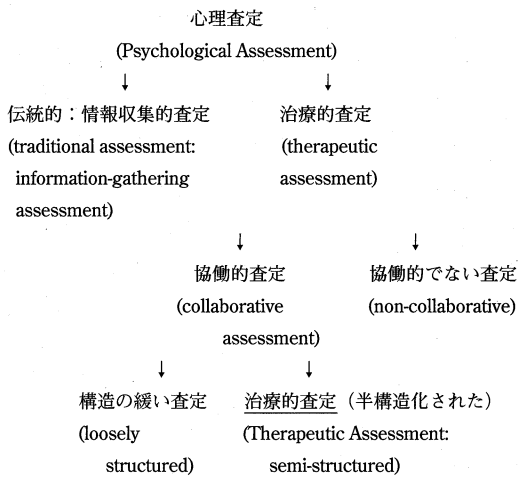 心理査定
(Psychological Assessment)
↓ ↓
伝統的：情報収集的査定 治療的査定
(traditional assessment: (therapeutic
information-gathering assessment)
assessment)
↓ ↓
協働的査定 協働的でない査定
(collaborative (non-collaborative)
assessment)
↓ ↓
構造の緩い査定 治療的査定（半構造化された）
(loosely (Therapeutic Assessment:
structured) semi-structured)